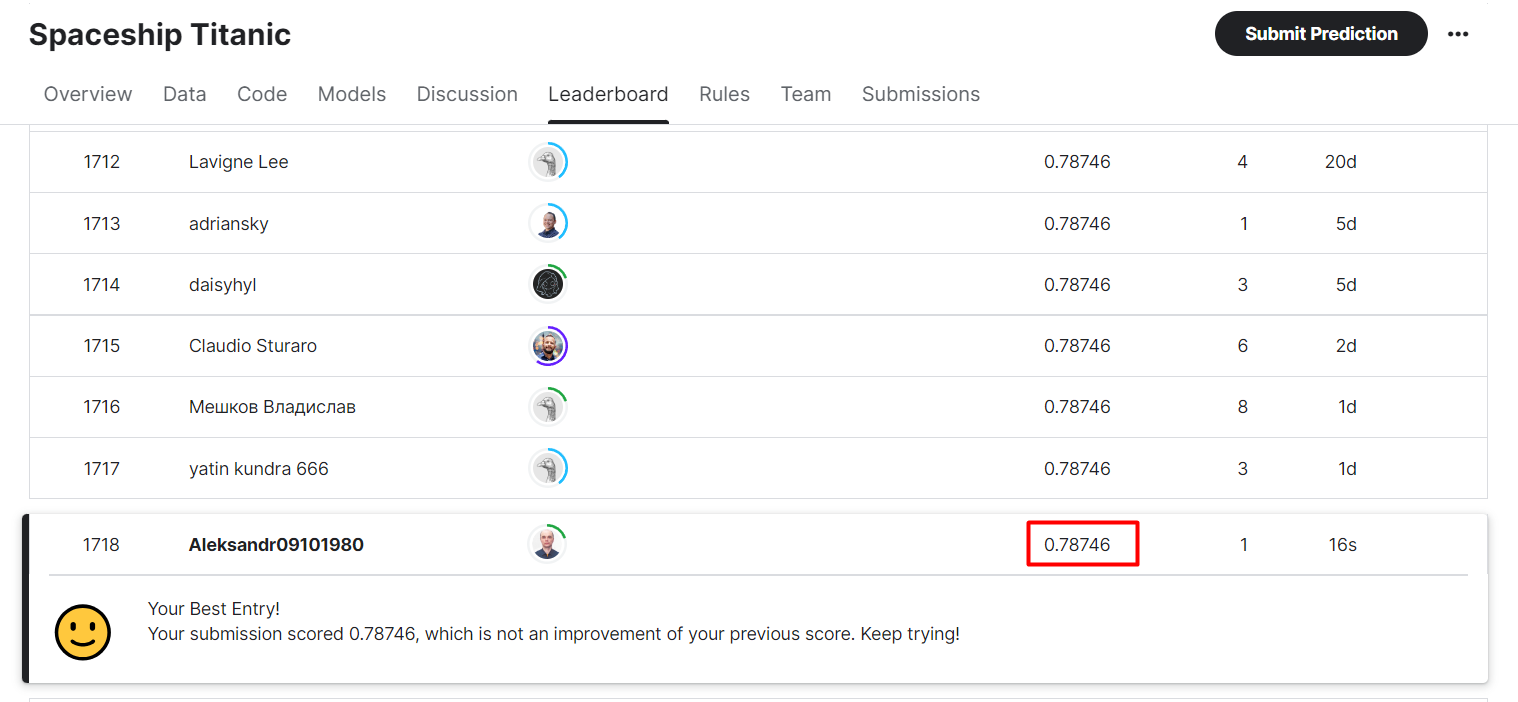 Spaceship Titanic
Submit Prediction
Overview Data Code Models Discussion Leaderboard Rules Team Submissions
1712 Lavigne Lee 0.78746 4 20d
1713 adriansky 0.78746 1 5d
1714 daisyhyl 0.78746 3 5d
1715 Claudio Sturaro 0.78746 6 2d
1716 Мешков Владислав 0.78746 8 1d
1717 yatin kundra 666 0.78746 3 1d
1718 Aleksandr09101980 0.78746 1 16s
Your Best Entry!
Your submission scored 0.78746, which is not an improvement of your previous score. Keep trying!